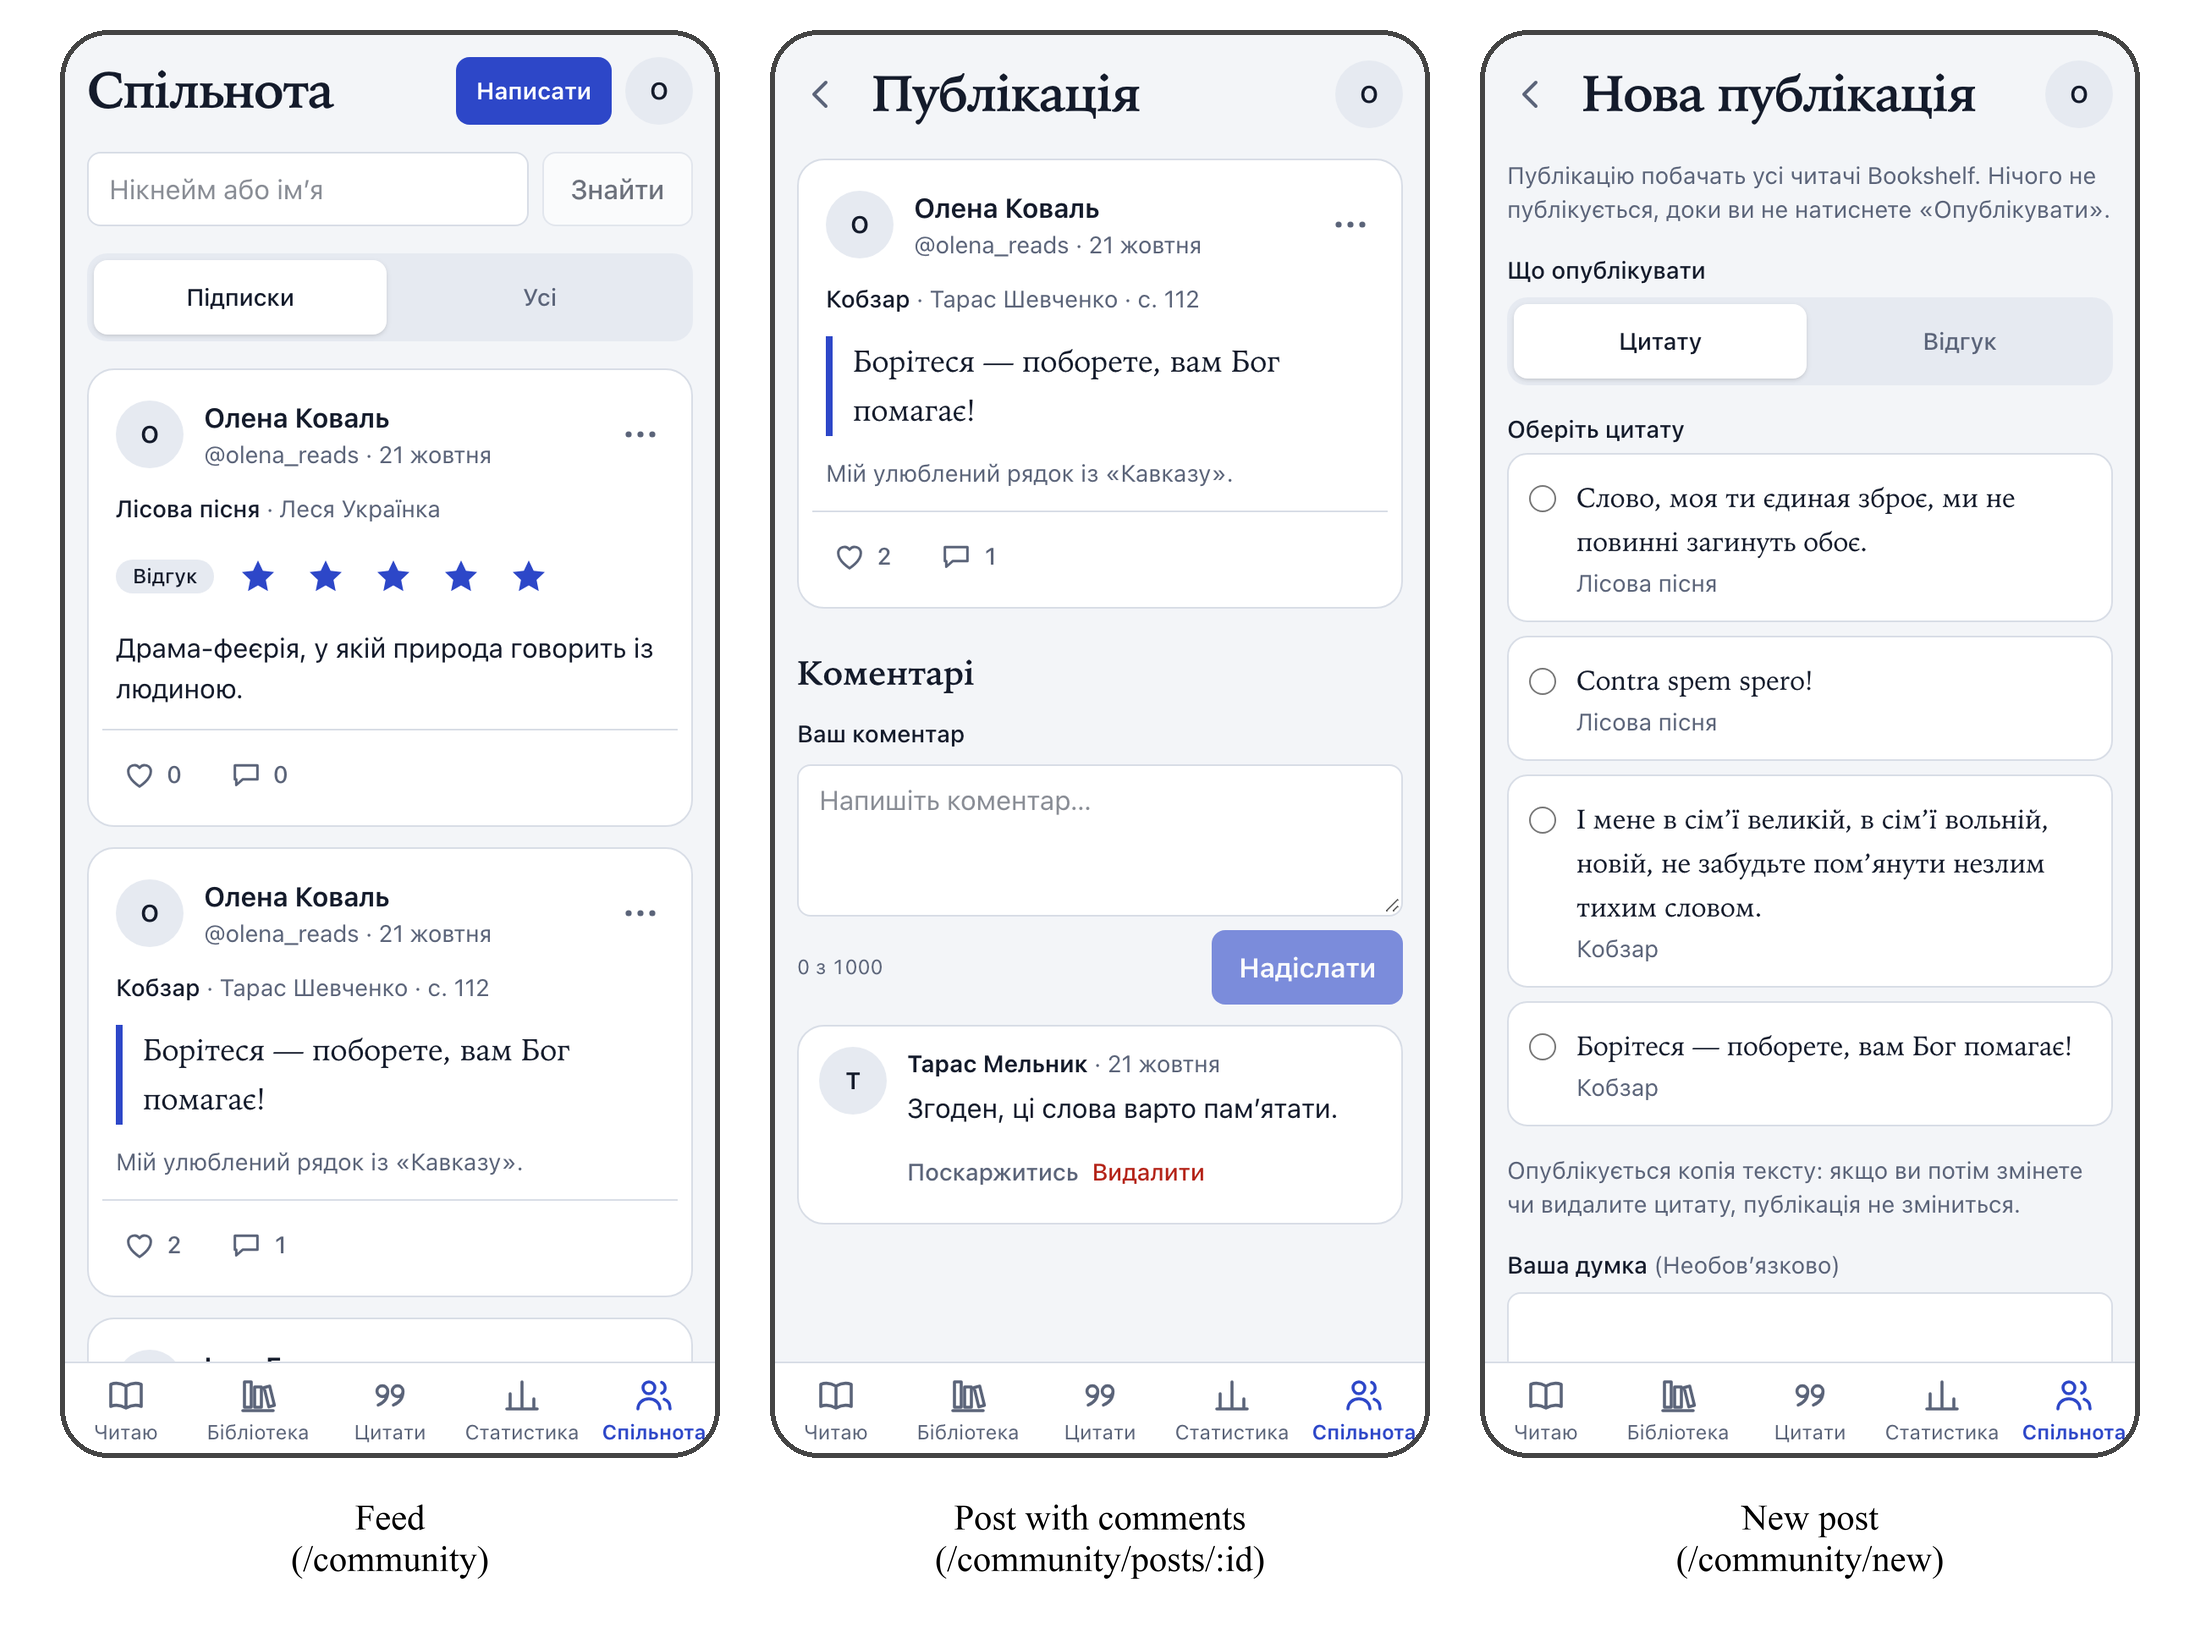 Спільнота
Написати
О
Нікнейм або ім’я
Знайти
Підписки
Усі
О
Олена Коваль
@olena_reads · 21 жовтня
Лісова пісня · Леся Українка
Відгук
Драма-феєрія, у якій природа говорить із
людиною.
0
0
О
Олена Коваль
@olena_reads · 21 жовтня
Кобзар · Тарас Шевченко · с. 112
Борітеся — поборете, вам Бог
помагає!
Мій улюблений рядок із «Кавказу».
2
1
Читаю
Бібліотека
Цитати
Статистика
Спільнота
Feed
(/community)
Публікація
О
О
Олена Коваль
@olena_reads · 21 жовтня
Кобзар · Тарас Шевченко · с. 112
Борітеся — поборете, вам Бог
помагає!
Мій улюблений рядок із «Кавказу».
2
1
Коментарі
Ваш коментар
Напишіть коментар...
0 з 1000
Надіслати
Т
Тарас Мельник · 21 жовтня
Згоден, ці слова варто пам’ятати.
Поскаржитись Видалити
Читаю
Бібліотека
Цитати
Статистика
Спільнота
Post with comments
(/community/posts/:id)
Нова публікація
О
Публікацію побачать усі читачі Bookshelf. Нічого не
публікується, доки ви не натиснете «Опублікувати».
Що опублікувати
Цитату
Відгук
Оберіть цитату
Слово, моя ти єдиная зброє, ми не
повинні загинуть обоє.
Лісова пісня
Contra spem spero!
Лісова пісня
І мене в сім’ї великій, в сім’ї вольній,
новій, не забудьте пом’янути незлим
тихим словом.
Кобзар
Борітеся — поборете, вам Бог помагає!
Кобзар
Опублікується копія тексту: якщо ви потім змінете
чи видалите цитату, публікація не зміниться.
Ваша думка (Необов’язково)
Читаю
Бібліотека
Цитати
Статистика
Спільнота
New post
(/community/new)